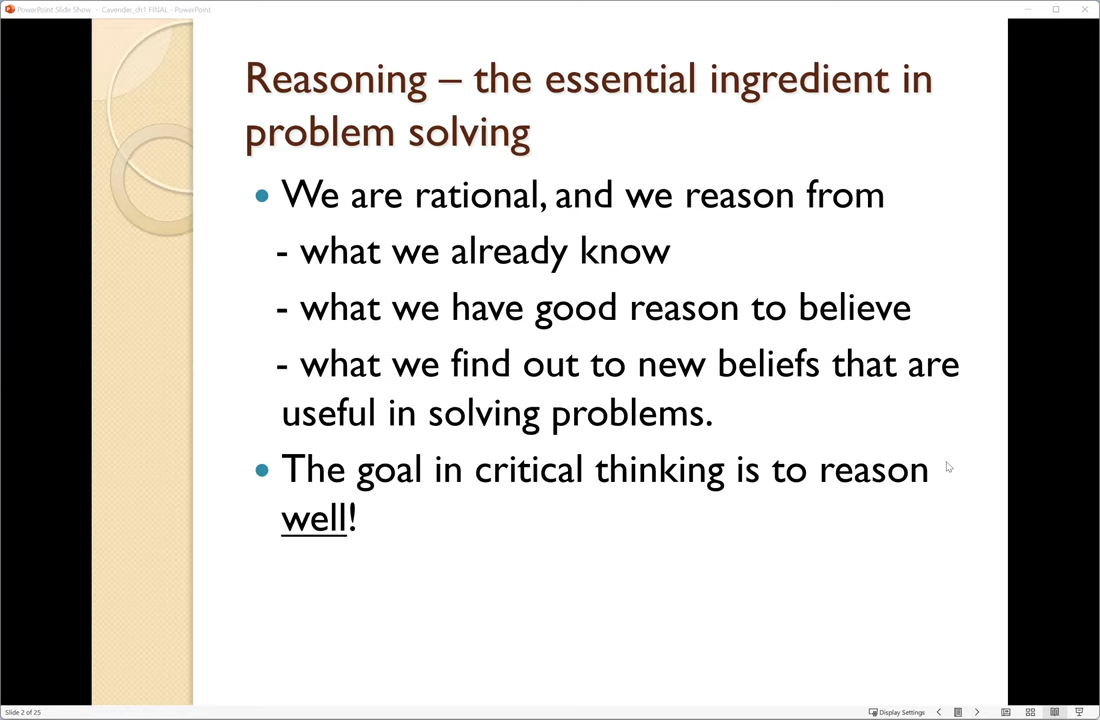 PowerPoint Slide Show - Cavender_ch1 FINAL - PowerPoint
Reasoning – the essential ingredient in
problem solving
• We are rational, and we reason from
- what we already know
- what we have good reason to believe
- what we find out to new beliefs that are
useful in solving problems.
• The goal in critical thinking is to reason
well!
Slide 2 of 25
Display Settings